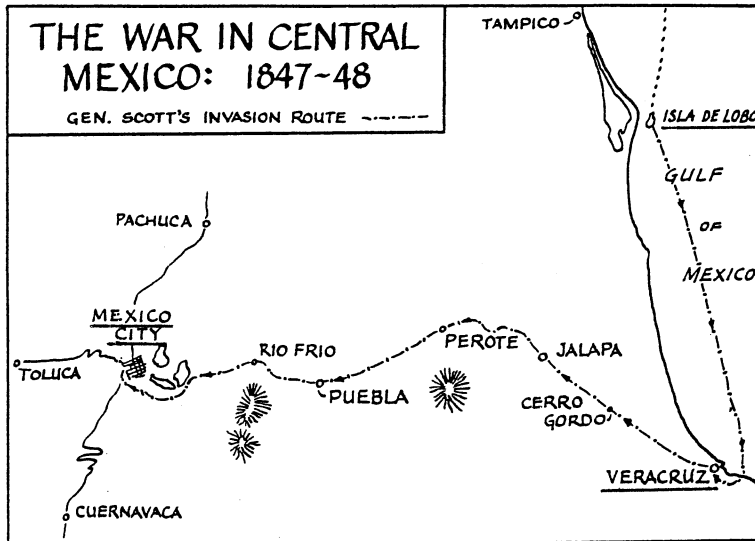 THE WAR IN CENTRAL
MEXICO: 1847-48
GEN. SCOTT'S INVASION ROUTE
TAMPICO
ISLA DE LOBO
GULF
OF
MEXICO
PACHUCA
MEXICO
CITY
TOLUCA
RIO FRIO
PUEBLA
PEROTE
JALAPA
CERRO
GORDO
VERACRUZ
CUERNAVACA